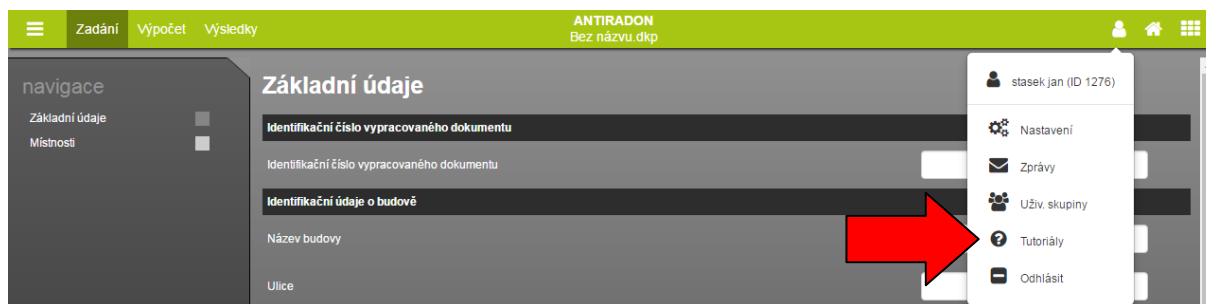 Zadání Výpočet Výsledky
ANTIRADON
Bez názvu.dkp
navigace
Základní údaje
Místnosti
Základní údaje
Identifikační číslo vypracovaného dokumentu
Identifikační číslo vypracovaného dokumentu
Identifikační údaje o budově
Název budovy
Ulice
stasek jan (ID 1276)
Nastavení
Zprávy
Uživ. skupiny
Tutoriály
Odhlásit